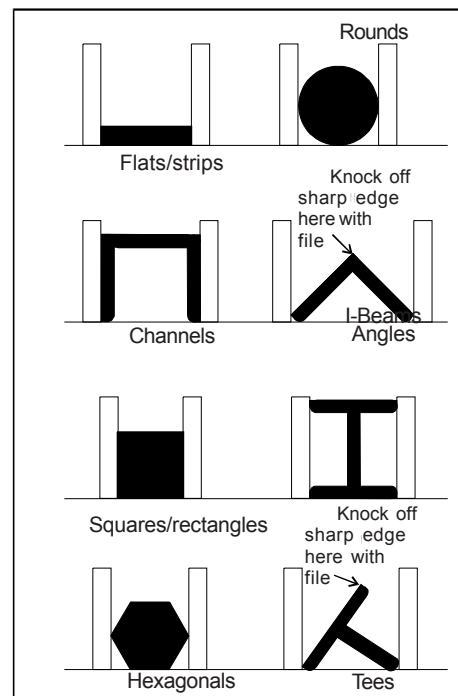 Rounds
Flats/strips
Knock off
sharp edge
here with
file
Channels
I-Beams
Angles
Squares/rectangles
Knock off
sharp edge
here with
file
Hexagonals
Tees